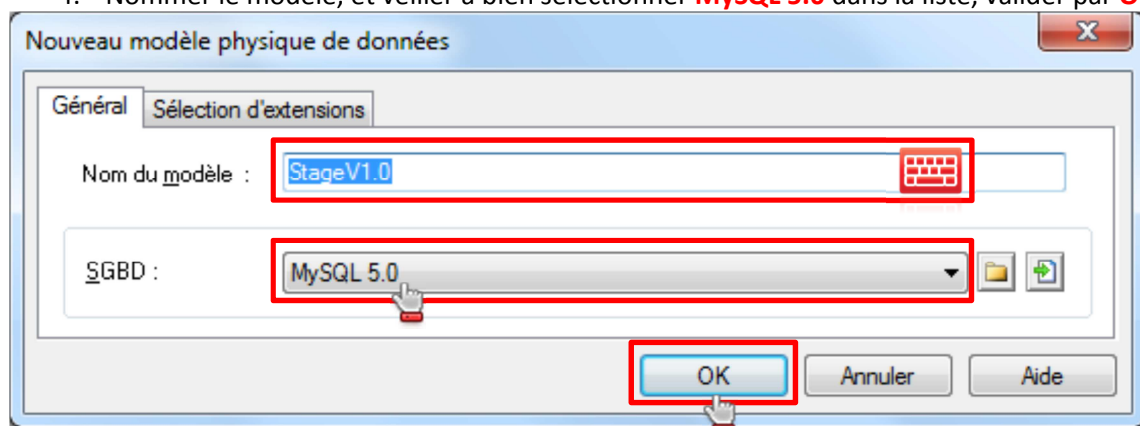 Nommer le modèle, et veiller à bien sélectionner MySQL 5.0 dans la liste, valider par
Nouveau modèle physique de données
Général Sélection d'extensions
Nom du modèle : StageV1.0
SGBD : MySQL 5.0
OK Annuler Aide